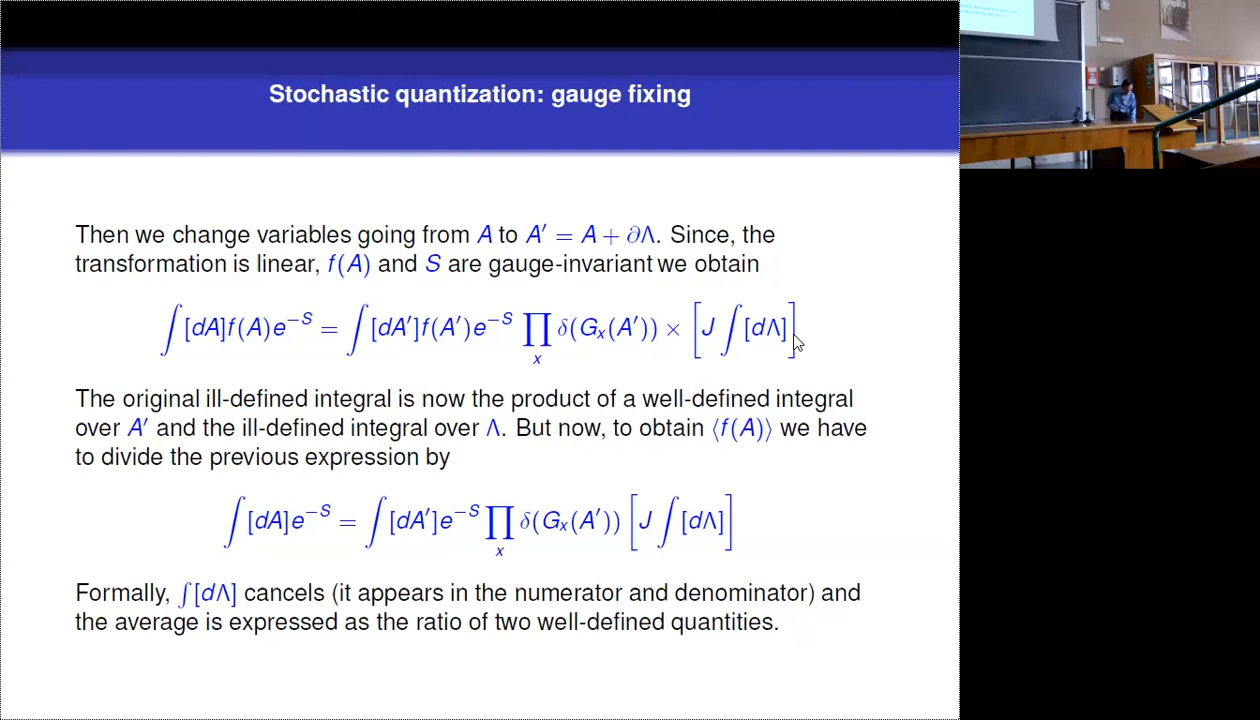 Stochastic quantization: gauge fixing
Then we change variables going from A to A′ = A + ∂Λ. Since, the
transformation is linear, f(A) and S are gauge-invariant we obtain
∫[dA]f(A)e^{−S} = ∫[dA′]f(A′)e^{−S} ∏_x δ(G_x(A′)) × [J ∫[dΛ]]
The original ill-defined integral is now the product of a well-defined integral
over A′ and the ill-defined integral over Λ. But now, to obtain ⟨f(A)⟩ we have
to divide the previous expression by
∫[dA]e^{−S} = ∫[dA′]e^{−S} ∏_x δ(G_x(A′)) [J ∫[dΛ]]
Formally, ∫[dΛ] cancels (it appears in the numerator and denominator) and
the average is expressed as the ratio of two well-defined quantities.